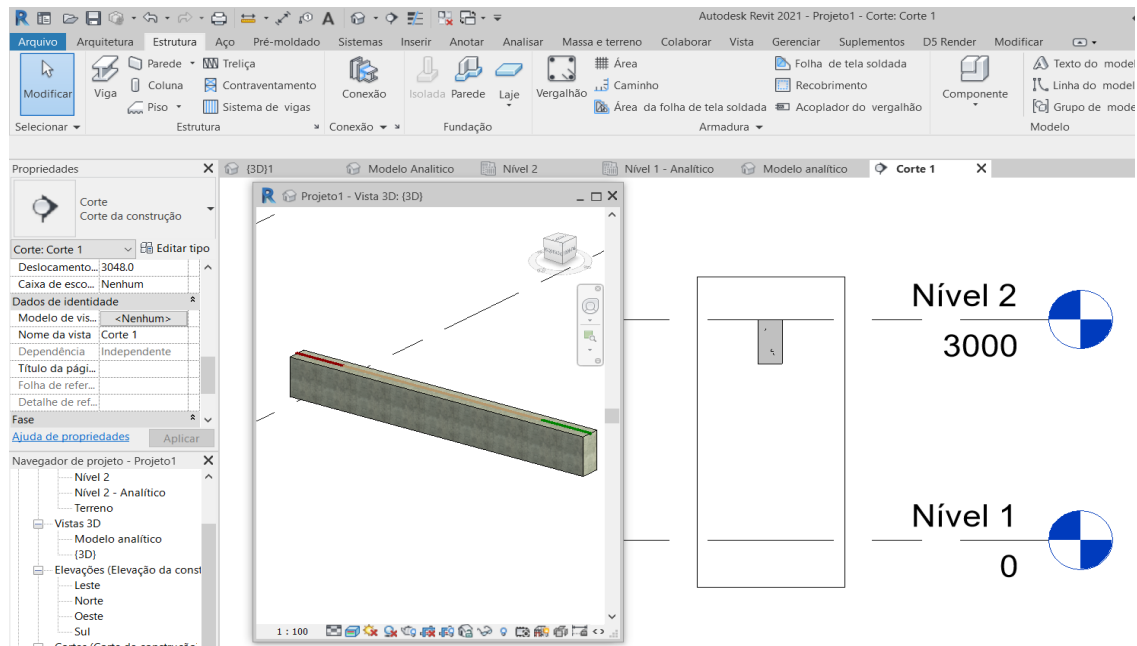 Autodesk Revit 2021 - Projeto1 - Corte: Corte 1
Arquivo Arquitetura Estrutura Aço Pré-moldado Sistemas Inserir Anotar Analisar Massa e terreno Colaborar Vista Gerenciar Suplementos D5 Render Modificar
Parede Treliça Área Folha de tela soldada Texto do model
Coluna Contraventamento Caminho Recobrimento Linha do model
Modificar Viga Conexão Isolada Parede Laje Vergalhão Componente
Piso Sistema de vigas Área da folha de tela soldada Acoplador do vergalhão Grupo de mode
Selecionar Estrutura Conexão Fundação Armadura Modelo
Propriedades {3D}1 Modelo Analitico Nível 2 Nível 1 - Analítico Modelo analítico Corte 1
Corte
Corte da construção
Corte: Corte 1 Editar tipo
Deslocamento... 3048.0
Caixa de esco... Nenhum
Dados de identidade
Modelo de vis... <Nenhum>
Nome da vista Corte 1
Dependência Independente
Título da pági...
Folha de refer...
Detalhe de ref...
Fase
Ajuda de propriedades Aplicar
Navegador de projeto - Projeto1
Nível 2
Nível 2 - Analítico
Terreno
Vistas 3D
Modelo analítico
{3D}
Elevações (Elevação da const
Leste
Norte
Oeste
Sul
Projeto1 - Vista 3D: {3D}
1 : 100
Nível 2
3000
Nível 1
0